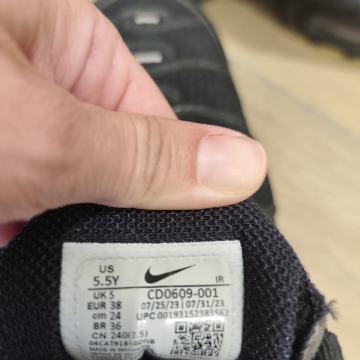 US
5.5Y
IR
UK 5 CD0609-001
EUR 38 07/25/23 07/31/23
cm 24 UPC 00193152383562
BR 36
CN 240(2.5)